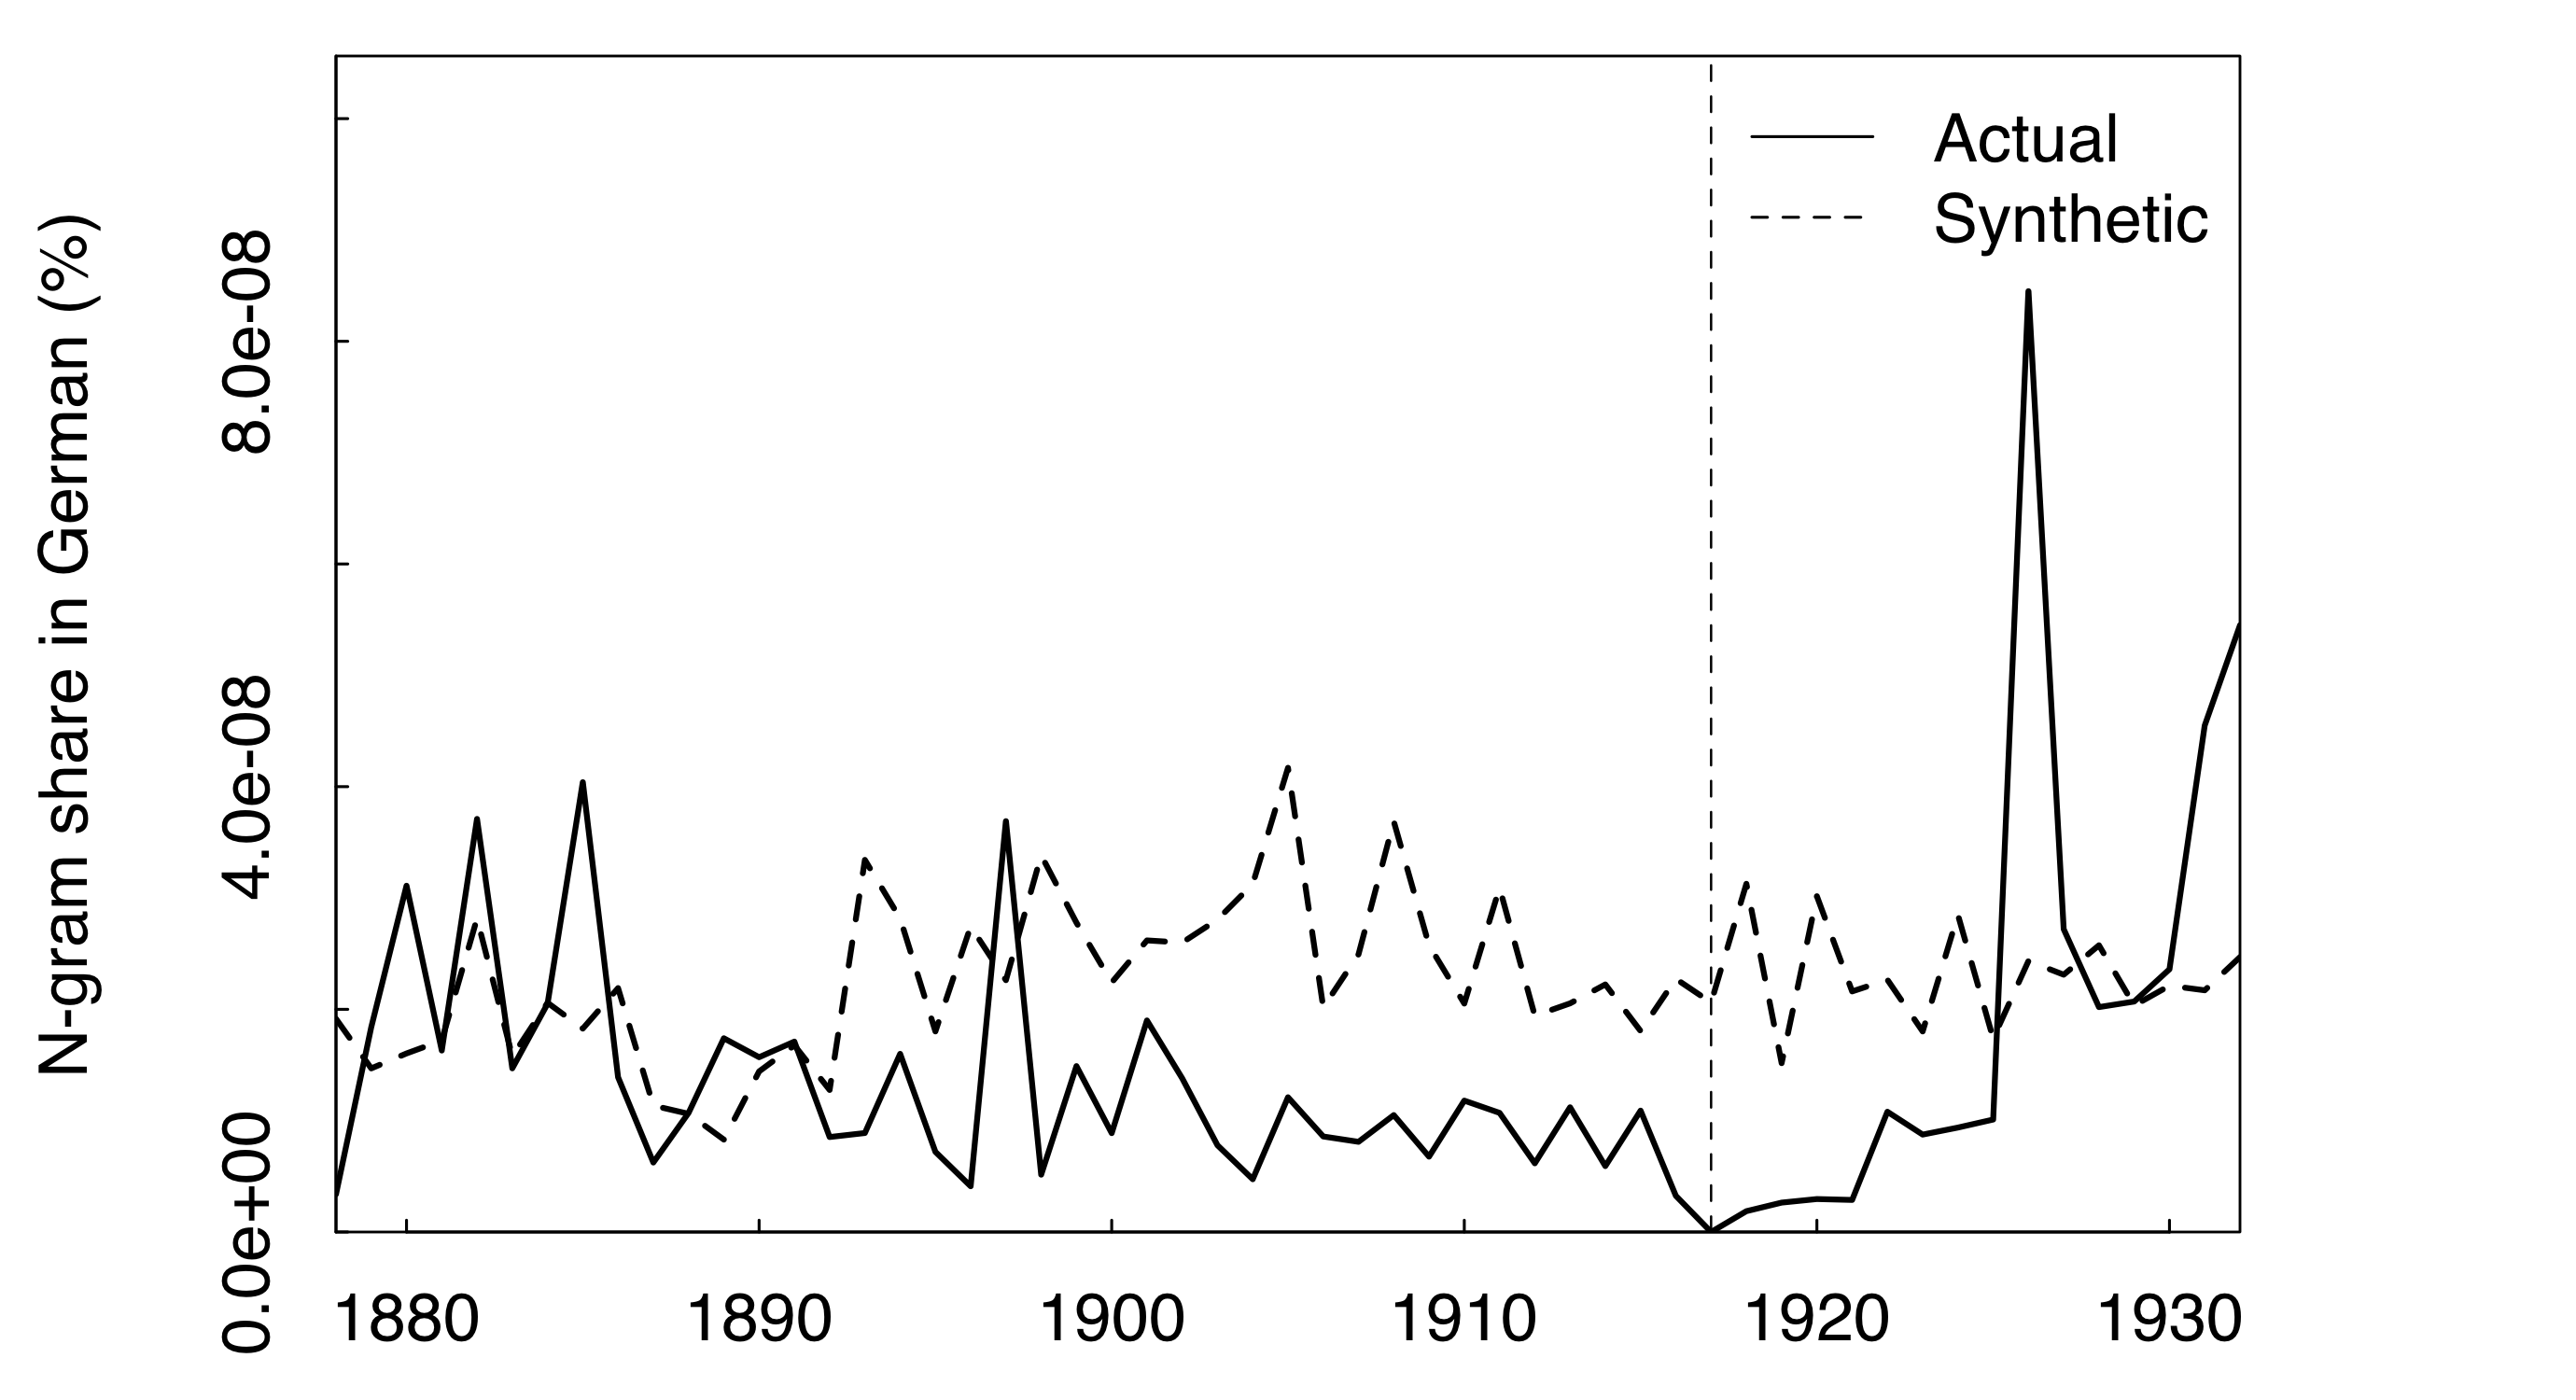 N-gram share in German (%)
8.0e-08
4.0e-08
0.0e+00
Actual
Synthetic
1880 1890 1900 1910 1920 1930